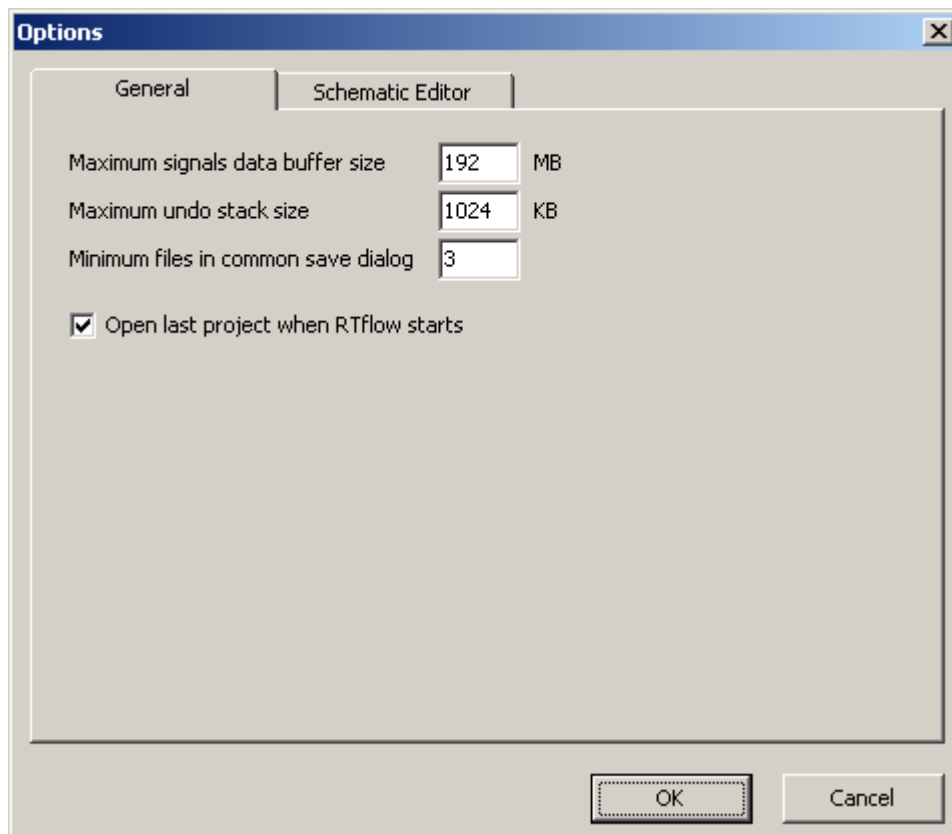 Options
General
Schematic Editor
Maximum signals data buffer size 192 MB
Maximum undo stack size 1024 KB
Minimum files in common save dialog 3
Open last project when RTflow starts
OK Cancel